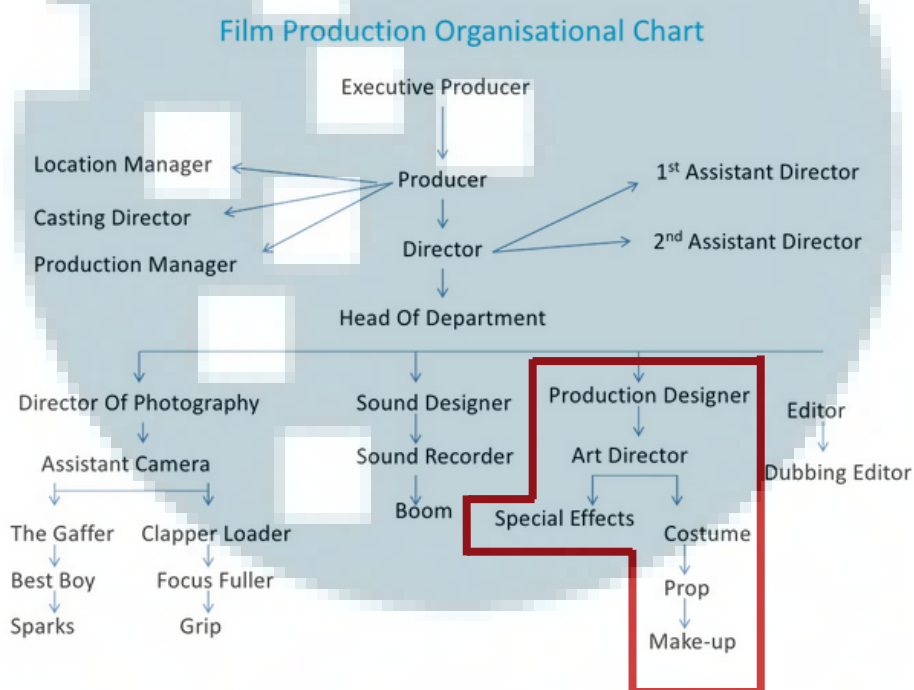 Film Production Organisational Chart
Executive Producer
Location Manager
Producer
1st Assistant Director
Casting Director
Director
2nd Assistant Director
Production Manager
Head Of Department
Director Of Photography
Sound Designer
Production Designer
Editor
Assistant Camera
Sound Recorder
Art Director
Dubbing Editor
The Gaffer
Clapper Loader
Boom
Special Effects
Costume
Best Boy
Focus Fuller
Prop
Sparks
Grip
Make-up